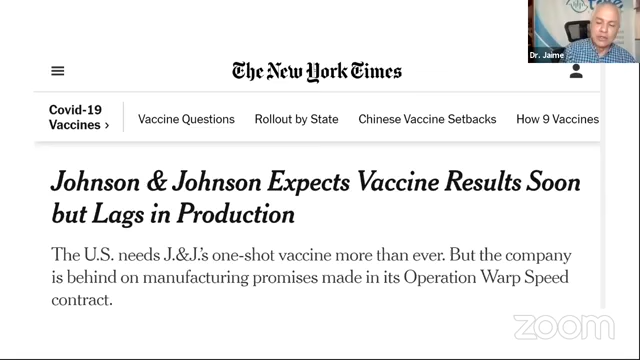 Dr. Jaime
The New York Times
Covid-19
Vaccines ›
Vaccine Questions Rollout by State Chinese Vaccine Setbacks How 9 Vaccines
Johnson & Johnson Expects Vaccine Results Soon
but Lags in Production
The U.S. needs J.&J.'s one-shot vaccine more than ever. But the company
is behind on manufacturing promises made in its Operation Warp Speed
contract.
zoom